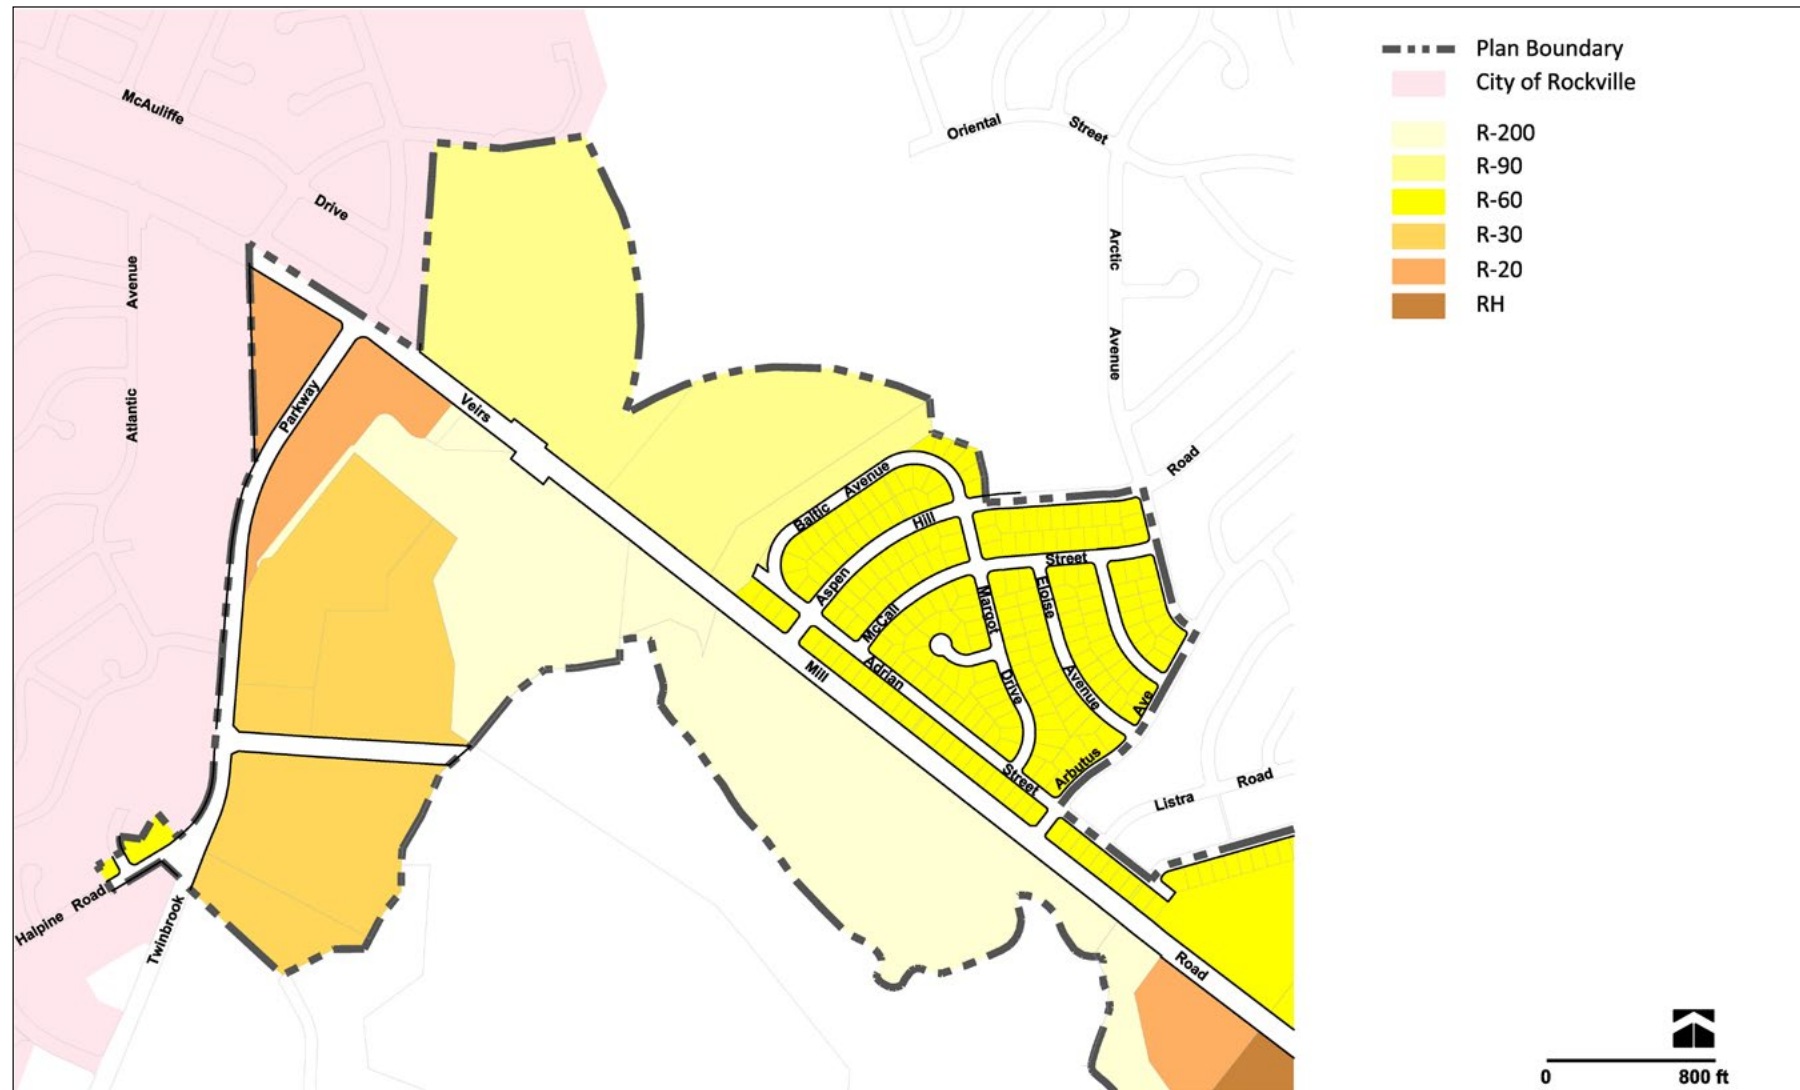 Plan Boundary
City of Rockville
R-200
R-90
R-60
R-30
R-20
RH
McAuliffe
Drive
Oriental
Street
Avenue
Atlantic
Arctic
Avenue
Road
Parkway
Veirs
Baltic
Avenue
Hill
Aspen
Street
McCall
Margot
Eloise
Adrian
Mill
Drive
Avenue
Ave
Street
Arbutus
Listra
Road
Halpine
Road
Twinbrook
Road
0
800 ft